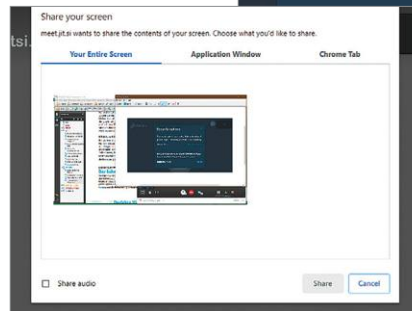 Share your screen
meet.jit.si wants to share the contents of your screen. Choose what you'd like to share.
tsi.
Your Entire Screen Application Window Chrome Tab
Share audio Share Cancel